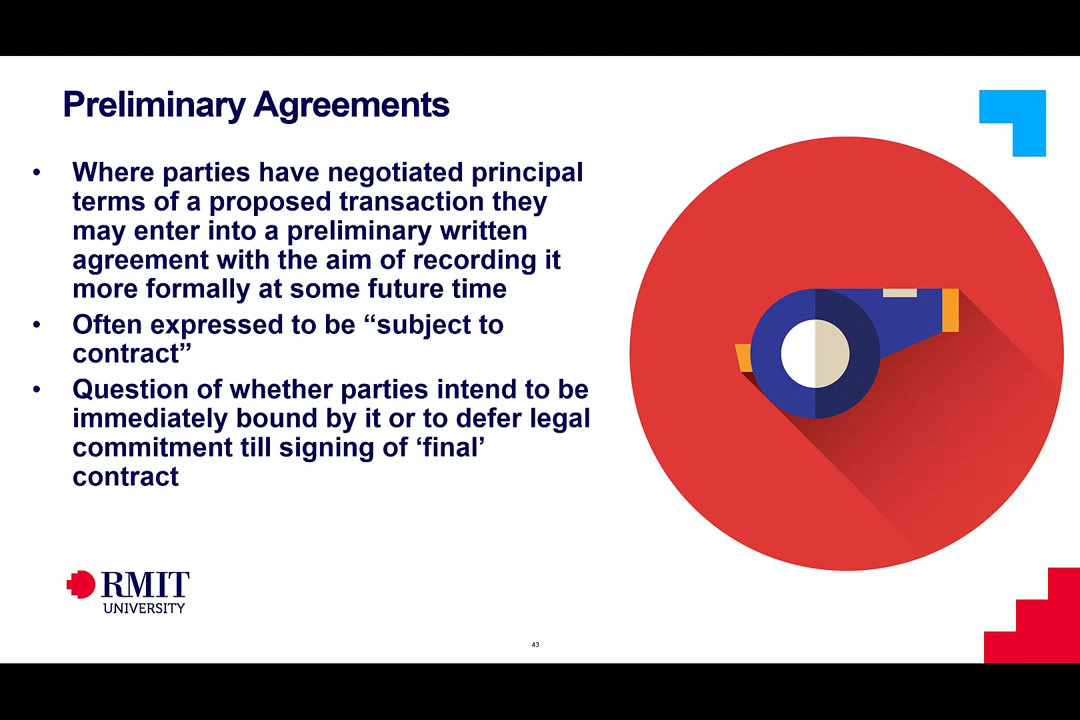 Preliminary Agreements
• Where parties have negotiated principal
terms of a proposed transaction they
may enter into a preliminary written
agreement with the aim of recording it
more formally at some future time
• Often expressed to be “subject to
contract”
• Question of whether parties intend to be
immediately bound by it or to defer legal
commitment till signing of ‘final’
contract
RMIT
UNIVERSITY
43